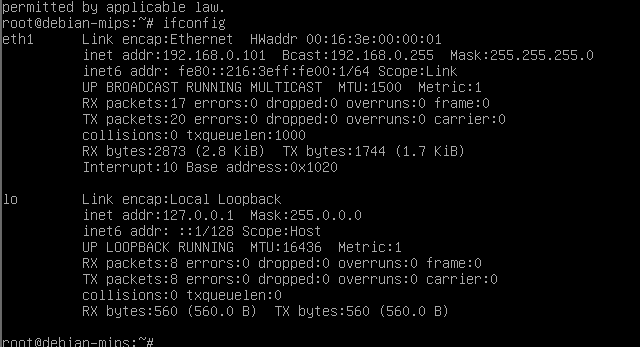 permitted by applicable law.
root@debian-mips:~# ifconfig
eth1      Link encap:Ethernet  HWaddr 00:16:3e:00:00:01
          inet addr:192.168.0.101  Bcast:192.168.0.255  Mask:255.255.255.0
          inet6 addr: fe80::216:3eff:fe00:1/64 Scope:Link
          UP BROADCAST RUNNING MULTICAST  MTU:1500  Metric:1
          RX packets:17 errors:0 dropped:0 overruns:0 frame:0
          TX packets:20 errors:0 dropped:0 overruns:0 carrier:0
          collisions:0 txqueuelen:1000
          RX bytes:2873 (2.8 KiB)  TX bytes:1744 (1.7 KiB)
          Interrupt:10 Base address:0x1020
lo        Link encap:Local Loopback
          inet addr:127.0.0.1  Mask:255.0.0.0
          inet6 addr: ::1/128 Scope:Host
          UP LOOPBACK RUNNING  MTU:16436  Metric:1
          RX packets:8 errors:0 dropped:0 overruns:0 frame:0
          TX packets:8 errors:0 dropped:0 overruns:0 carrier:0
          collisions:0 txqueuelen:0
          RX bytes:560 (560.0 B)  TX bytes:560 (560.0 B)
root@debian-mips:~#